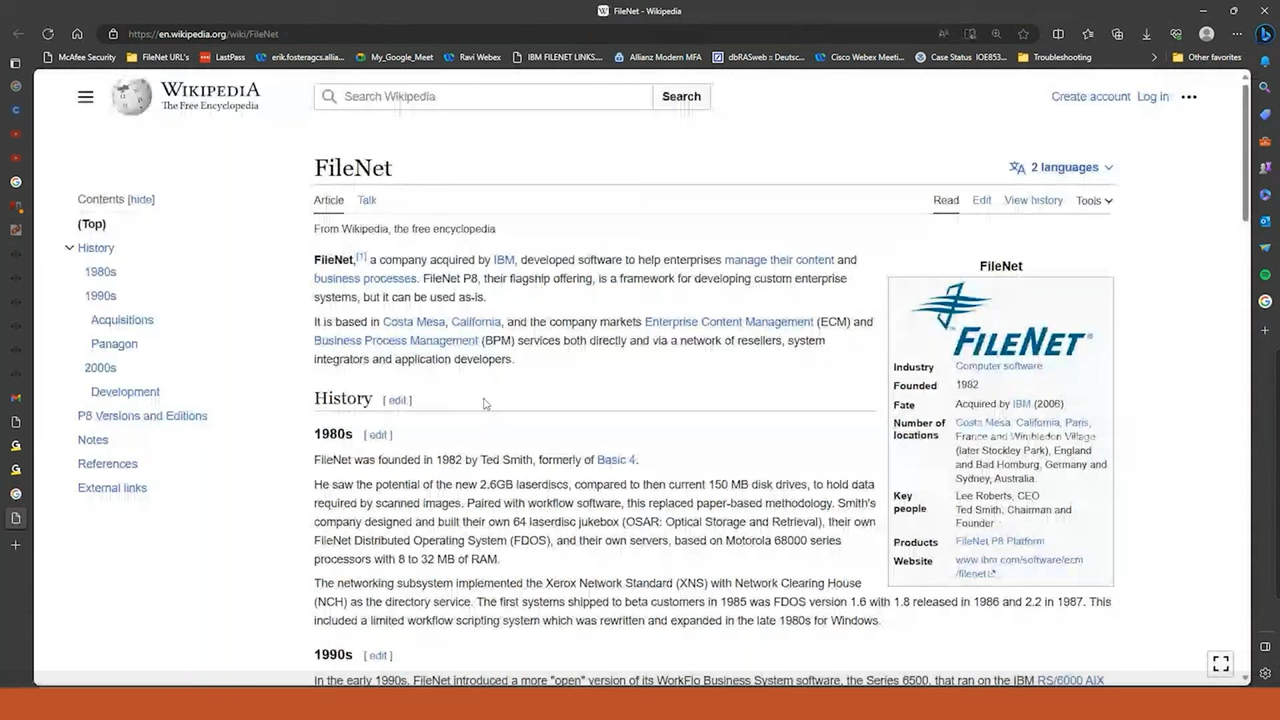 FileNet - Wikipedia
https://en.wikipedia.org/wiki/FileNet
McAfee Security
FileNet URL's
LastPass
erik.fosteragcs.allia...
My_Google_Meet
Ravi Webex
IBM FILENET LINKS....
Allianz Modern MFA
dbRASweb :: Deutsc...
Cisco Webex Meeti...
Case Status IOE853...
Troubleshooting
Other favorites
WIKIPEDIA
The Free Encyclopedia
Search Wikipedia
Search
Create account
Log in
FileNet
2 languages
Article
Talk
Read
Edit
View history
Tools
From Wikipedia, the free encyclopedia
Contents [hide]
(Top)
History
1980s
1990s
Acquisitions
Panagon
2000s
Development
P8 Versions and Editions
Notes
References
External links
FileNet,[1] a company acquired by IBM, developed software to help enterprises manage their content and
business processes. FileNet P8, their flagship offering, is a framework for developing custom enterprise
systems, but it can be used as-is.
It is based in Costa Mesa, California, and the company markets Enterprise Content Management (ECM) and
Business Process Management (BPM) services both directly and via a network of resellers, system
integrators and application developers.
History [ edit ]
1980s [ edit ]
FileNet was founded in 1982 by Ted Smith, formerly of Basic 4.
He saw the potential of the new 2.6GB laserdiscs, compared to then current 150 MB disk drives, to hold data
required by scanned images. Paired with workflow software, this replaced paper-based methodology. Smith's
company designed and built their own 64 laserdisc jukebox (OSAR: Optical Storage and Retrieval), their own
FileNet Distributed Operating System (FDOS), and their own servers, based on Motorola 68000 series
processors with 8 to 32 MB of RAM.
The networking subsystem implemented the Xerox Network Standard (XNS) with Network Clearing House
(NCH) as the directory service. The first systems shipped to beta customers in 1985 was FDOS version 1.6 with 1.8 released in 1986 and 2.2 in 1987. This
included a limited workflow scripting system which was rewritten and expanded in the late 1980s for Windows.
1990s [ edit ]
In the early 1990s, FileNet introduced a more "open" version of its WorkFlo Business System software, the Series 6500, that ran on the IBM RS/6000 AIX
FileNet
FILENET
Industry Computer software
Founded 1982
Fate Acquired by IBM (2006)
Number of locations Costa Mesa, California, Paris,
France and Wimbledon Village
(later Stockley Park), England
and Bad Homburg, Germany and
Sydney, Australia.
Key people Lee Roberts, CEO
Ted Smith, Chairman and
Founder
Products FileNet P8 Platform
Website www.ibm.com/software/ecm
/filenet